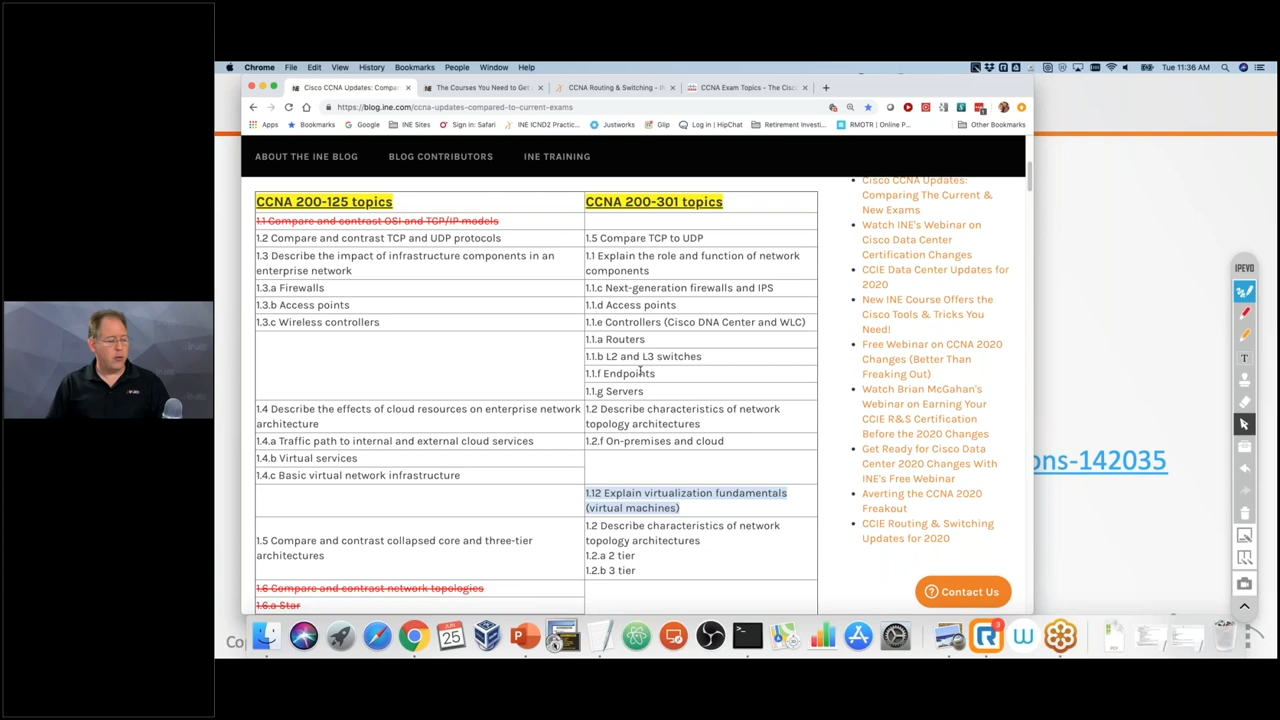 Chrome File Edit View History Bookmarks People Window Help
Tue 11:36 AM
Cisco CCNA Updates: Compar
The Courses You Need to Get
CCNA Routing & Switching -
CCNA Exam Topics - The Cisc
https://blog.ine.com/ccna-updates-compared-to-current-exams
Apps Bookmarks Google INE Sites Sign in: Safari INE ICND2 Practic... Justworks Glip Log in | HipChat Retirement Investi... RMOTR | Online P... Other Bookmarks
ABOUT THE INE BLOG BLOG CONTRIBUTORS INE TRAINING
CCNA 200-125 topics CCNA 200-301 topics
1.1 Compare and contrast OSI and TCP/IP models
1.2 Compare and contrast TCP and UDP protocols 1.5 Compare TCP to UDP
1.3 Describe the impact of infrastructure components in an
enterprise network
1.1 Explain the role and function of network
components
1.3.a Firewalls 1.1.c Next-generation firewalls and IPS
1.3.b Access points 1.1.d Access points
1.3.c Wireless controllers 1.1.e Controllers (Cisco DNA Center and WLC)
1.1.a Routers
1.1.b L2 and L3 switches
1.1.f Endpoints
1.1.g Servers
1.4 Describe the effects of cloud resources on enterprise network
architecture
1.2 Describe characteristics of network
topology architectures
1.4.a Traffic path to internal and external cloud services 1.2.f On-premises and cloud
1.4.b Virtual services
1.4.c Basic virtual network infrastructure
1.12 Explain virtualization fundamentals
(virtual machines)
1.5 Compare and contrast collapsed core and three-tier
architectures
1.2 Describe characteristics of network
topology architectures
1.2.a 2 tier
1.2.b 3 tier
1.6 Compare and contrast network topologies
1.6.a Star
Cisco CCNA Updates:
Comparing The Current &
New Exams
Watch INE's Webinar on
Cisco Data Center
Certification Changes
CCIE Data Center Updates for
2020
New INE Course Offers the
Cisco Tools & Tricks You
Need!
Free Webinar on CCNA 2020
Changes (Better Than
Freaking Out)
Watch Brian McGahan's
Webinar on Earning Your
CCIE R&S Certification
Before the 2020 Changes
Get Ready for Cisco Data
Center 2020 Changes With
INE's Free Webinar
Averting the CCNA 2020
Freakout
CCIE Routing & Switching
Updates for 2020
Contact Us
ons-142035
IPEVO
T
Co
JUN
25
3